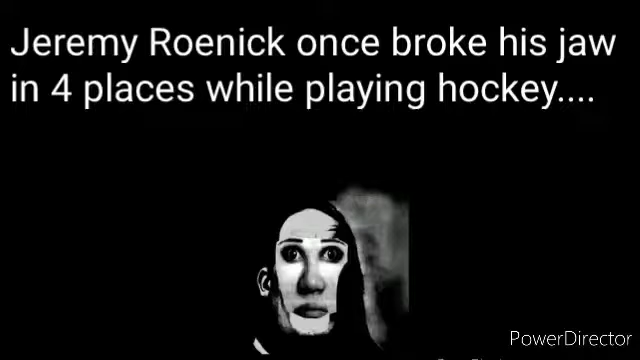 Jeremy Roenick once broke his jaw
in 4 places while playing hockey....
PowerDirector